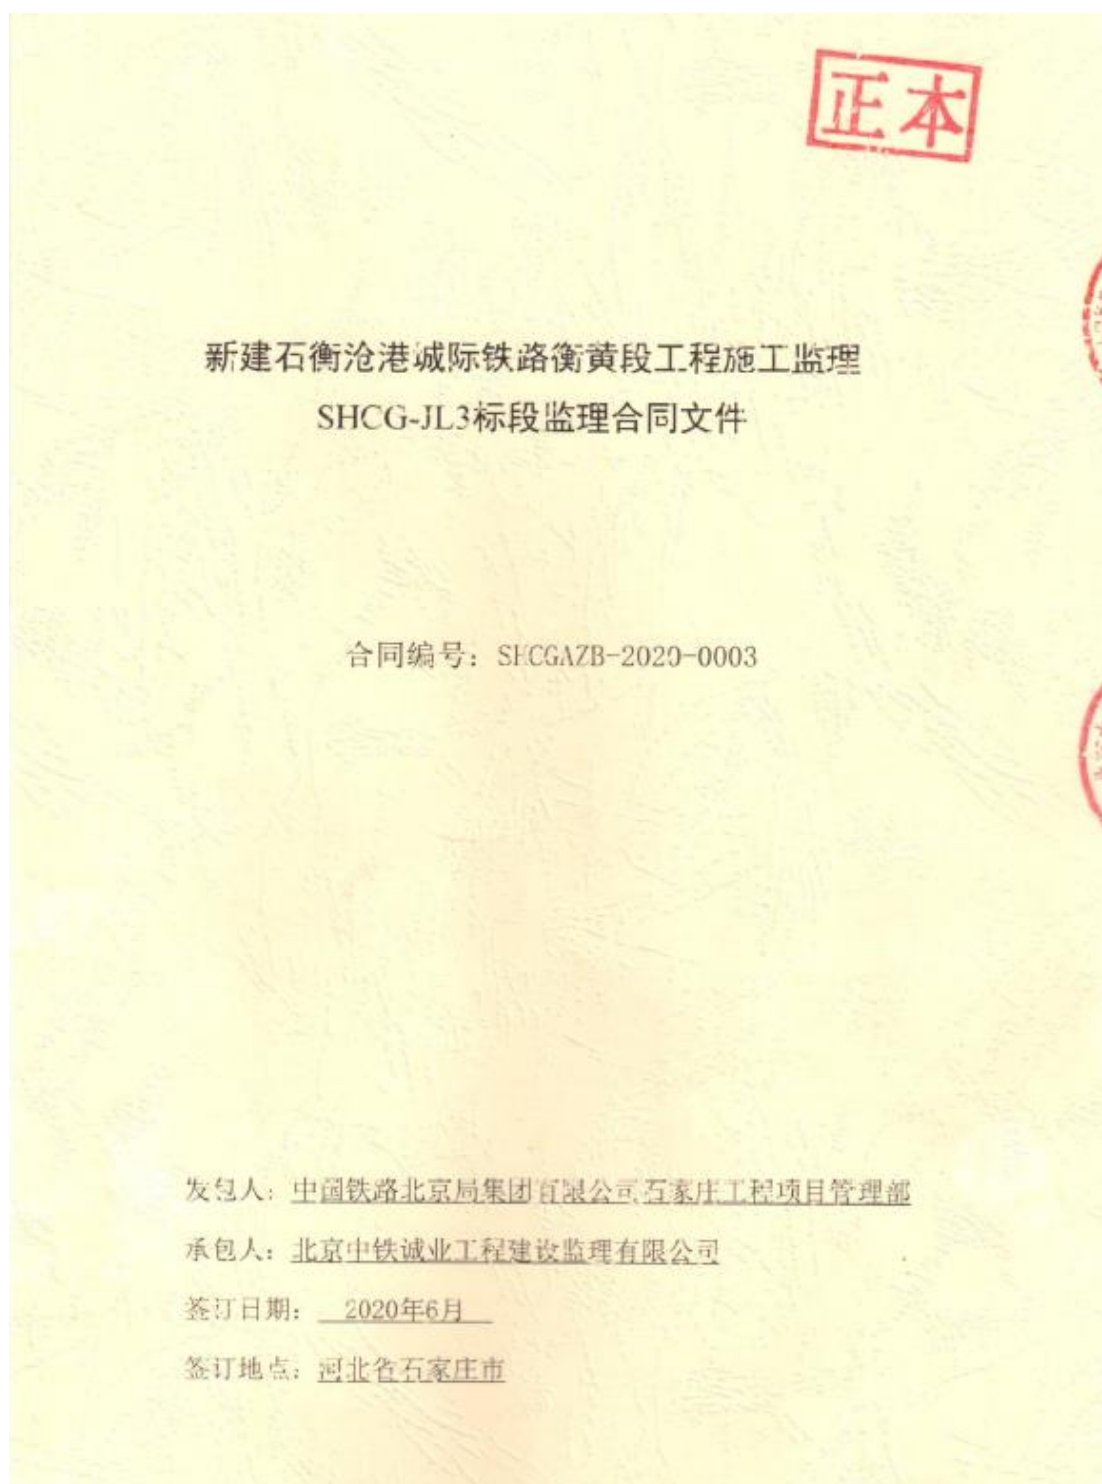 正本
新建石衡沧港城际铁路衡黄段工程施工监理
SHCG-JL3标段监理合同文件
合同编号：SHCGAZB-2020-0003
发包人：中国铁路北京局集团有限公司石家庄工程项目管理部
承包人：北京中铁诚业工程建设监理有限公司
签订日期：2020年6月
签订地点：河北省石家庄市